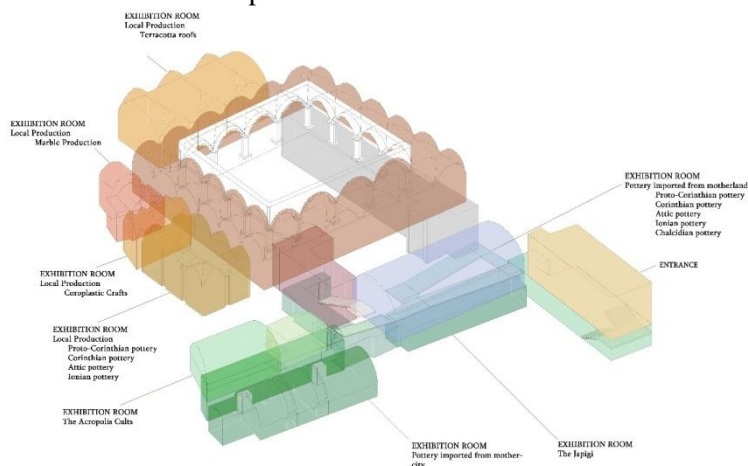 EXHIBITION ROOM
Local Production
Terracotta roofs
EXHIBITION ROOM
Local Production
Marble Production
EXHIBITION ROOM
Pottery imported from motherland
Proto-Corinthian pottery
Corinthian pottery
Attic pottery
Ionian pottery
Chalcidian pottery
ENTRANCE
EXHIBITION ROOM
Local Production
Coroplastic Crafts
EXHIBITION ROOM
Local Production
Proto-Corinthian pottery
Corinthian pottery
Attic pottery
Ionian pottery
EXHIBITION ROOM
The Acropolis Cults
EXHIBITION ROOM
Pottery imported from mother-
city
EXHIBITION ROOM
The Japigi